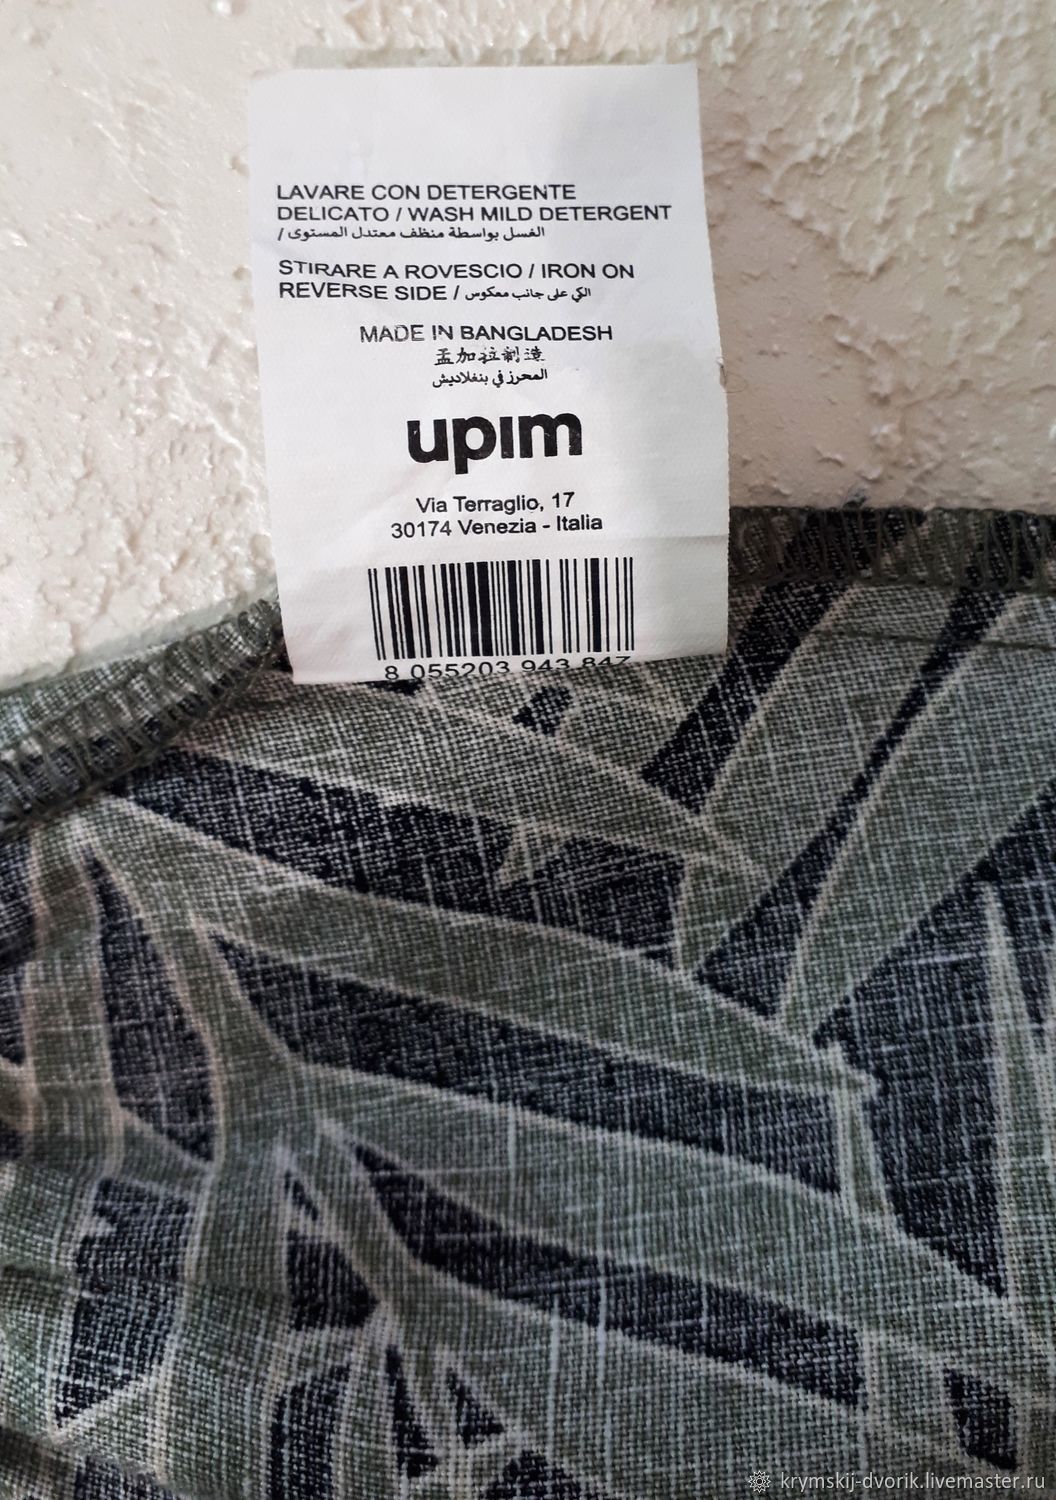 LAVARE CON DETERGENTE
DELICATO / WASH MILD DETERGENT
الغسل بواسطة منظف معتدل المستوى /
STIRARE A ROVESCIO / IRON ON
REVERSE SIDE / الكي على جانب معكوس
MADE IN BANGLADESH
孟加拉制造
المحرز في بنغلاديش
upim
Via Terraglio, 17
30174 Venezia - Italia
8 055203 943 847
krymskij-dvorik.livemaster.ru